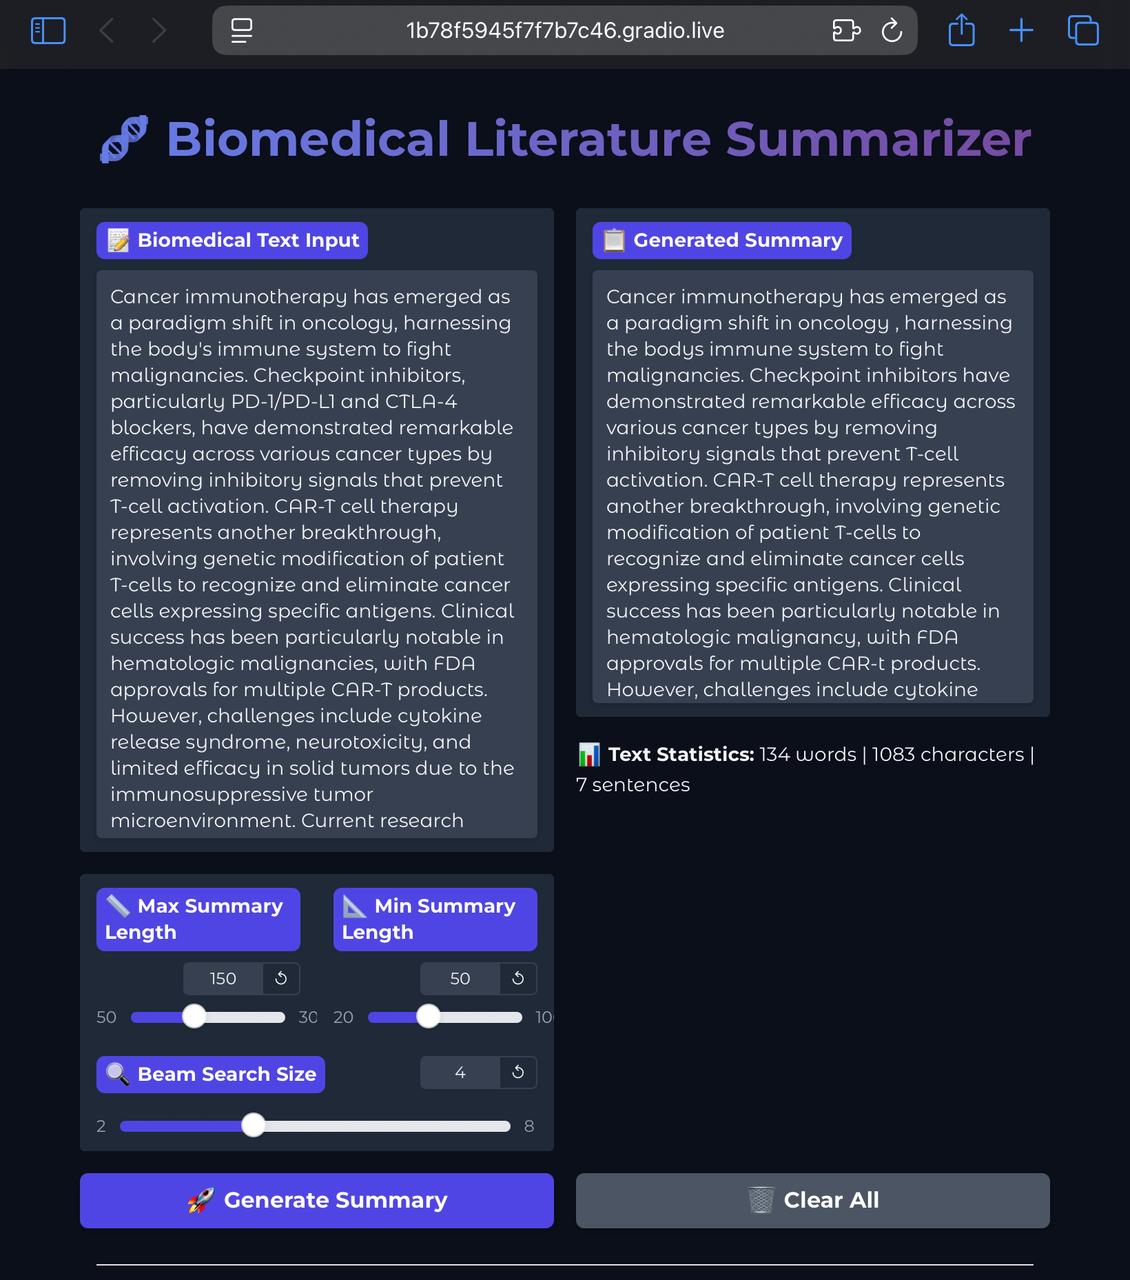 1b78f5945f7f7b7c46.gradio.live
Biomedical Literature Summarizer
Biomedical Text Input
Cancer immunotherapy has emerged as
a paradigm shift in oncology, harnessing
the body's immune system to fight
malignancies. Checkpoint inhibitors,
particularly PD-1/PD-L1 and CTLA-4
blockers, have demonstrated remarkable
efficacy across various cancer types by
removing inhibitory signals that prevent
T-cell activation. CAR-T cell therapy
represents another breakthrough,
involving genetic modification of patient
T-cells to recognize and eliminate cancer
cells expressing specific antigens. Clinical
success has been particularly notable in
hematologic malignancies, with FDA
approvals for multiple CAR-T products.
However, challenges include cytokine
release syndrome, neurotoxicity, and
limited efficacy in solid tumors due to the
immunosuppressive tumor
microenvironment. Current research
Generated Summary
Cancer immunotherapy has emerged as
a paradigm shift in oncology , harnessing
the bodys immune system to fight
malignancies. Checkpoint inhibitors have
demonstrated remarkable efficacy across
various cancer types by removing
inhibitory signals that prevent T-cell
activation. CAR-T cell therapy represents
another breakthrough, involving genetic
modification of patient T-cells to
recognize and eliminate cancer cells
expressing specific antigens. Clinical
success has been particularly notable in
hematologic malignancy, with FDA
approvals for multiple CAR-t products.
However, challenges include cytokine
Text Statistics: 134 words | 1083 characters |
7 sentences
Max Summary
Length
150
50 30
Min Summary
Length
50
20 10
Beam Search Size
4
2 8
Generate Summary
Clear All